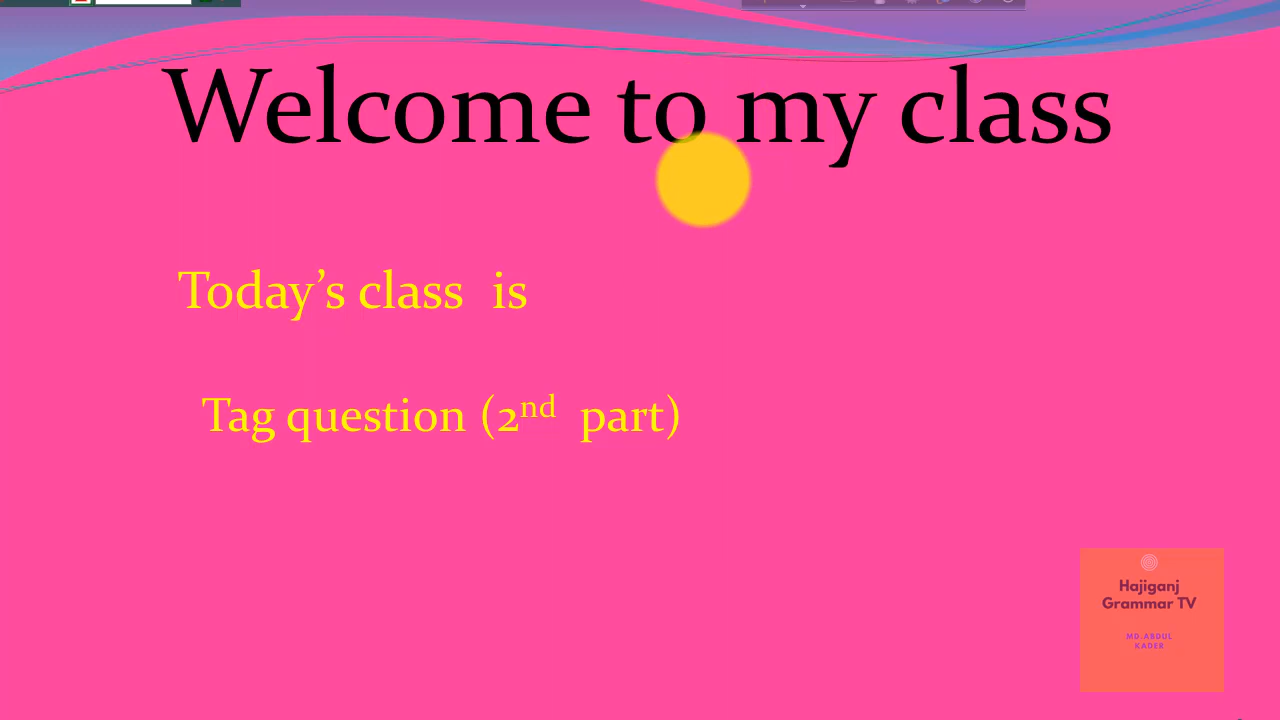 Welcome to my class
Today's class is
Tag question (2nd part)
Hajiganj
Grammar TV
MD.ABDUL
KADER